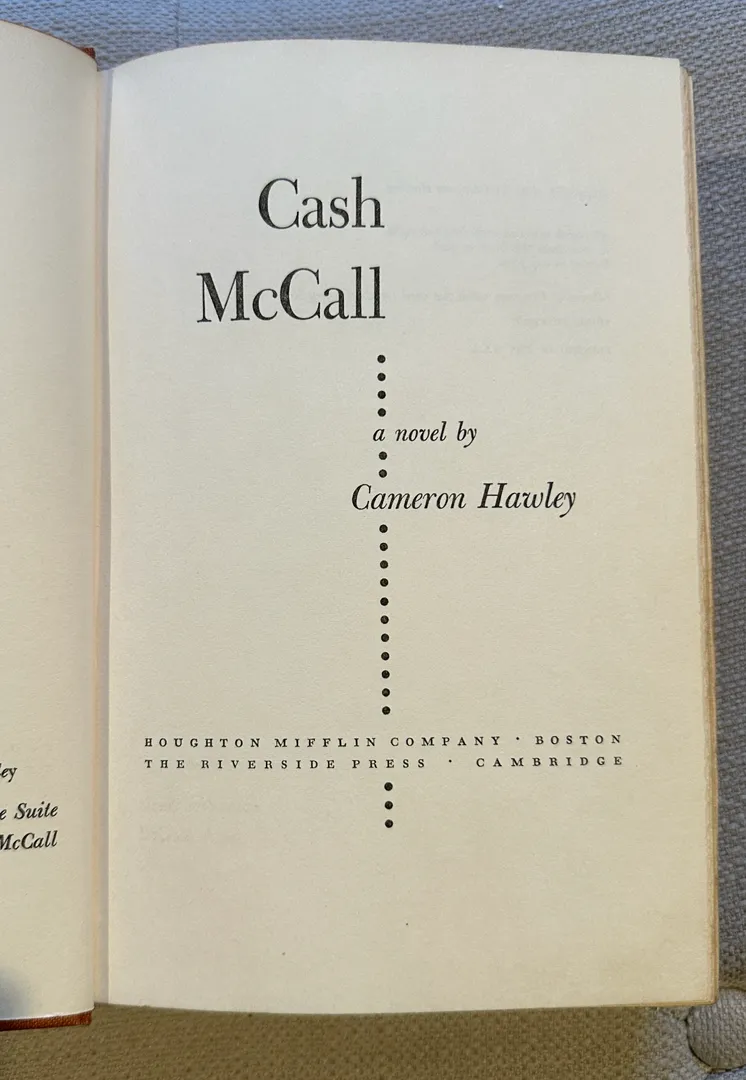 Cash
McCall
a novel by
Cameron Hawley
HOUGHTON MIFFLIN COMPANY · BOSTON
THE RIVERSIDE PRESS · CAMBRIDGE
ley
e Suite
McCall